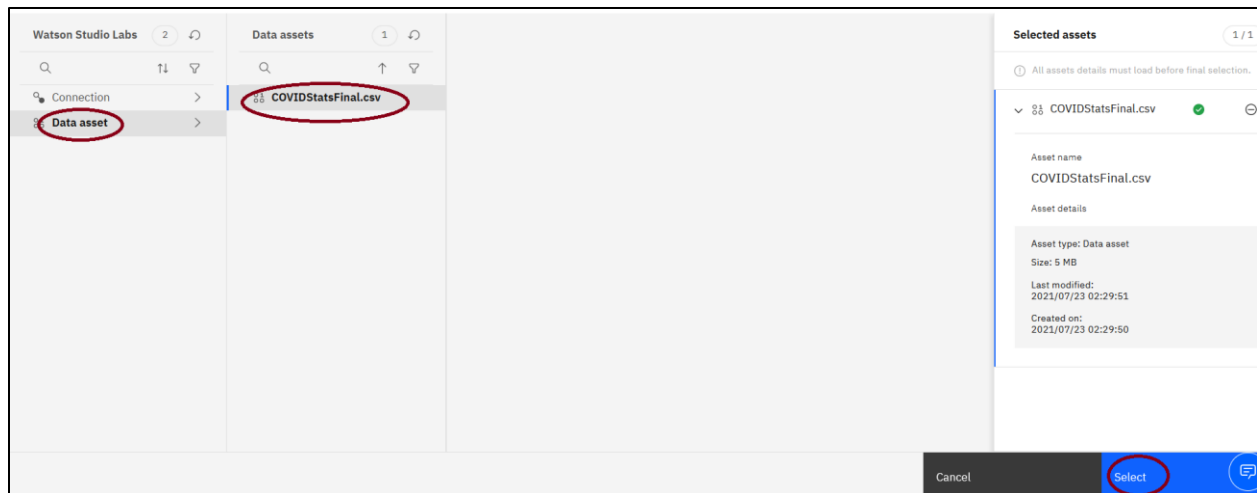 Watson Studio Labs 2
Connection
Data asset
Data assets 1
COVIDStatsFinal.csv
Selected assets 1/1
All assets details must load before final selection.
COVIDStatsFinal.csv
Asset name
COVIDStatsFinal.csv
Asset details
Asset type: Data asset
Size: 5 MB
Last modified:
2021/07/23 02:29:51
Created on:
2021/07/23 02:29:50
Cancel
Select